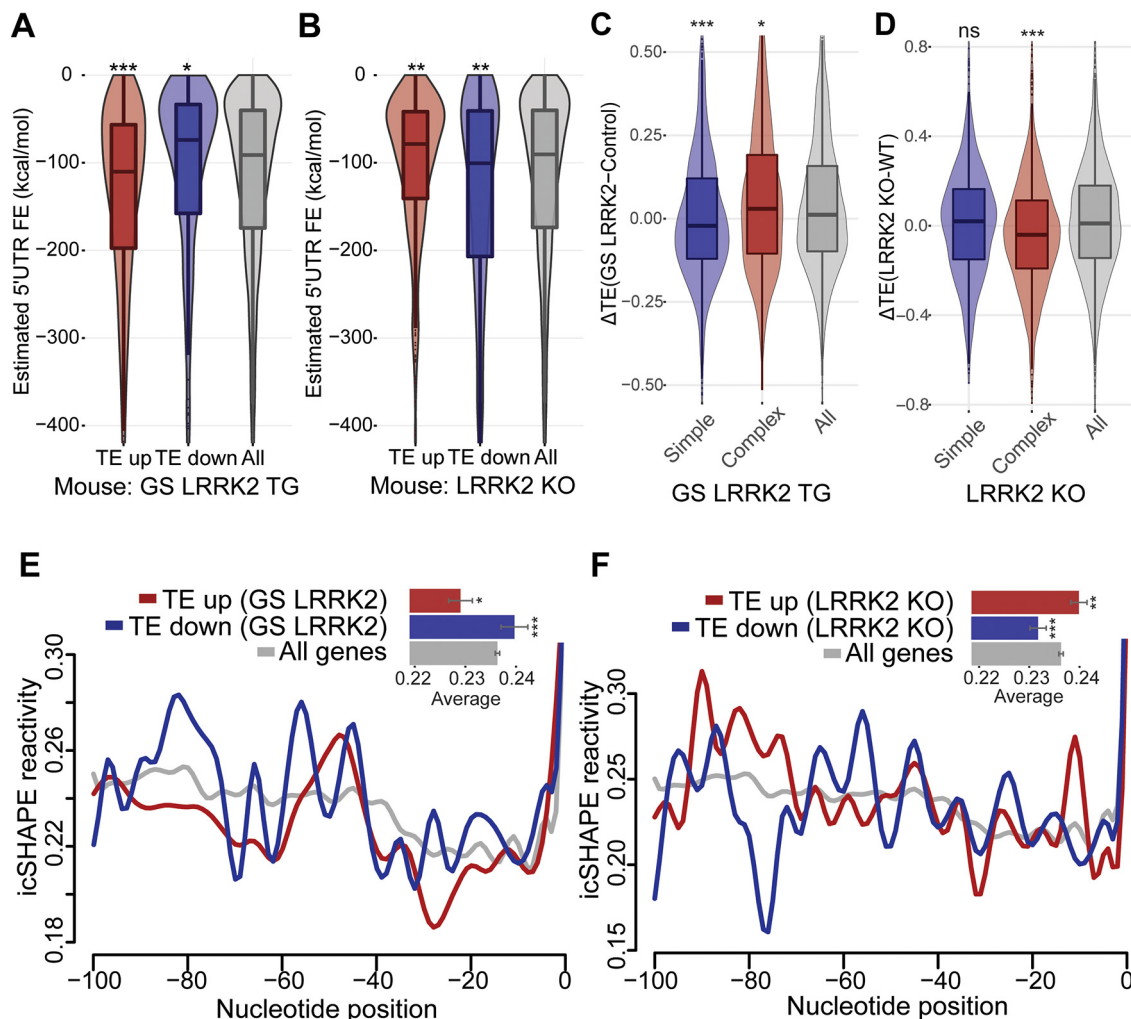 A
B
C
D
*** *
** **
*** *
ns ***
Estimated 5'UTR FE (kcal/mol)
0
−100
−200
−300
−400
TE up TE down All
Mouse: GS LRRK2 TG
Estimated 5'UTR FE (kcal/mol)
0
−100
−200
−300
−400
TE up TE down All
Mouse: LRRK2 KO
ΔTE(GS LRRK2−Control)
0.50
0.25
0.00
−0.25
−0.50
Simple Complex All
GS LRRK2 TG
ΔTE(LRRK2 KO−WT)
0.8
0.4
0.0
−0.4
−0.8
Simple Complex All
LRRK2 KO
E
TE up (GS LRRK2)
TE down (GS LRRK2)
All genes
*
***
0.22 0.23 0.24
Average
icSHAPE reactivity
0.30
0.26
0.22
0.18
−100 −80 −60 −40 −20 0
Nucleotide position
F
TE up (LRRK2 KO)
TE down (LRRK2 KO)
All genes
**
***
0.22 0.23 0.24
Average
icSHAPE reactivity
0.30
0.25
0.20
0.15
−100 −80 −60 −40 −20 0
Nucleotide position